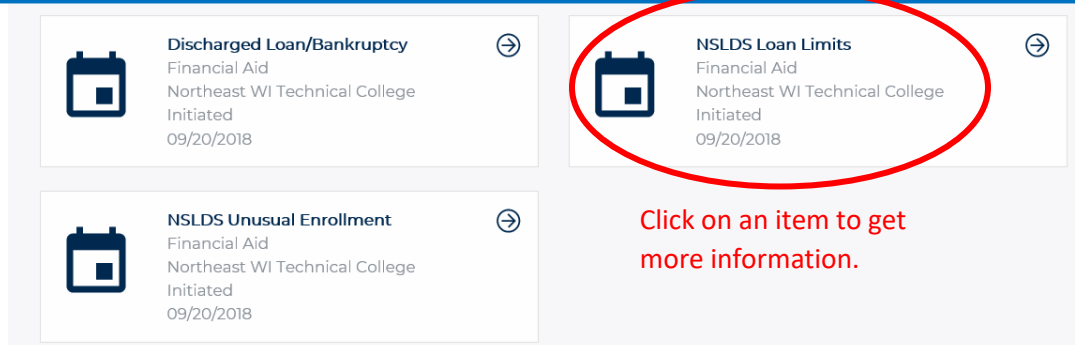 Discharged Loan/Bankruptcy
Financial Aid
Northeast WI Technical College
Initiated
09/20/2018
NSLDS Loan Limits
Financial Aid
Northeast WI Technical College
Initiated
09/20/2018
NSLDS Unusual Enrollment
Financial Aid
Northeast WI Technical College
Initiated
09/20/2018
Click on an item to get
more information.